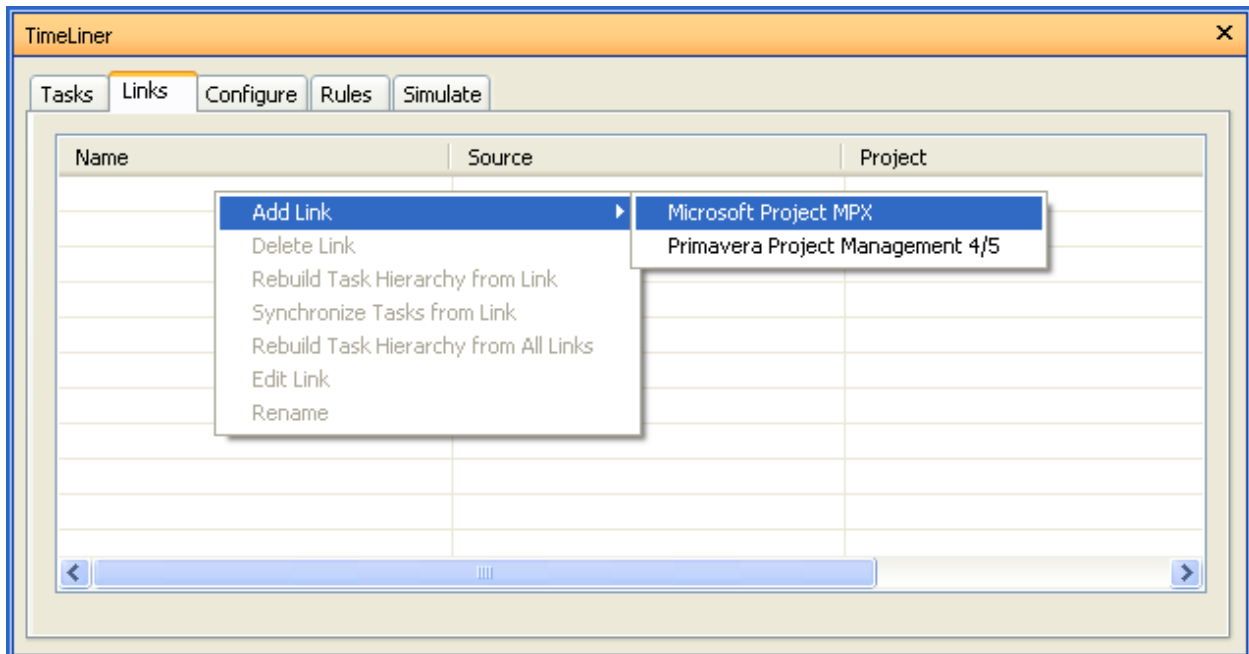 TimeLiner
Tasks Links Configure Rules Simulate
Name Source Project
Add Link Microsoft Project MPX
Delete Link Primavera Project Management 4/5
Rebuild Task Hierarchy from Link
Synchronize Tasks from Link
Rebuild Task Hierarchy from All Links
Edit Link
Rename